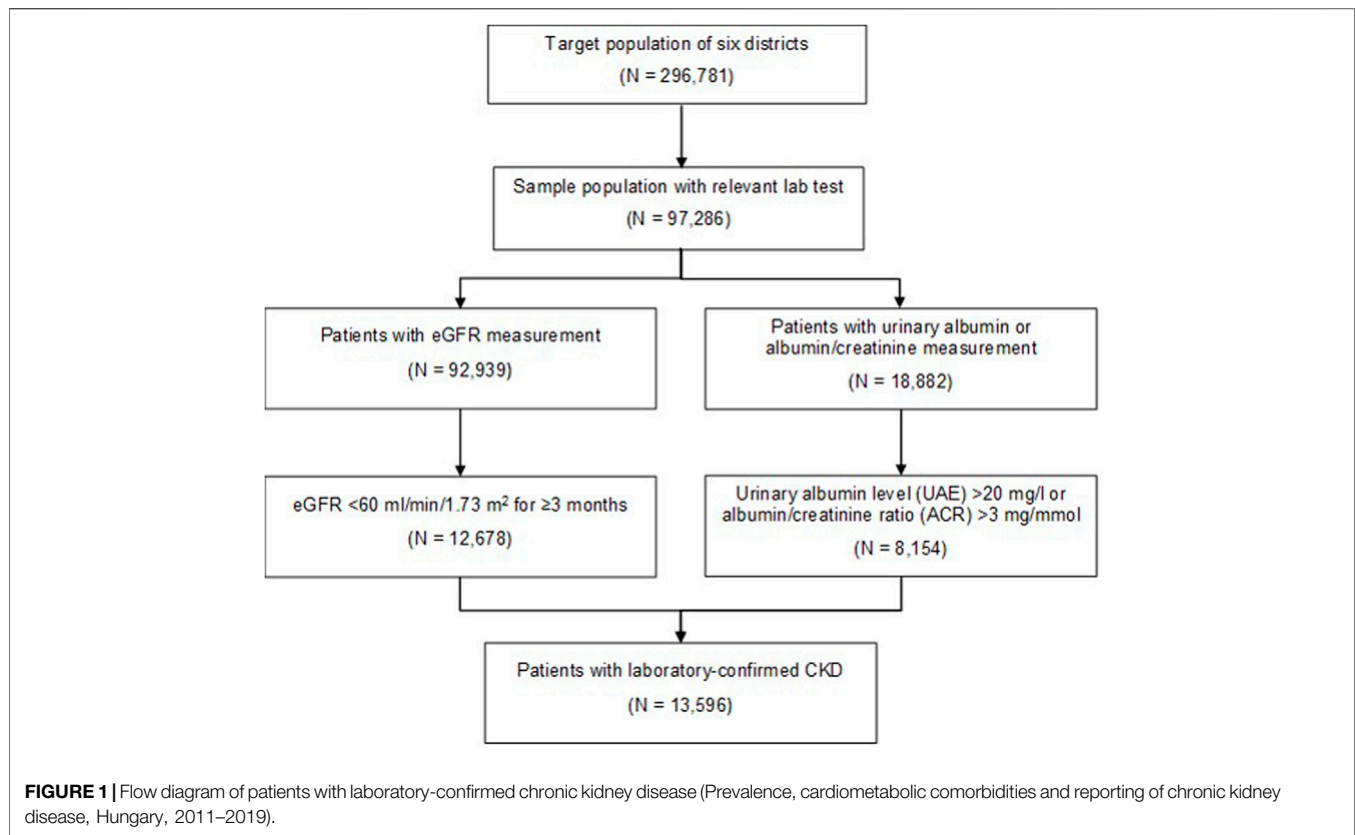 Target population of six districts
(N = 296,781)
Sample population with relevant lab test
(N = 97,286)
Patients with eGFR measurement
(N = 92,939)
Patients with urinary albumin or
albumin/creatinine measurement
(N = 18,882)
eGFR <60 ml/min/1.73 m² for ≥3 months
(N = 12,678)
Urinary albumin level (UAE) >20 mg/l or
albumin/creatinine ratio (ACR) >3 mg/mmol
(N = 8,154)
Patients with laboratory-confirmed CKD
(N = 13,596)
FIGURE 1 | Flow diagram of patients with laboratory-confirmed chronic kidney disease (Prevalence, cardiometabolic comorbidities and reporting of chronic kidney
disease, Hungary, 2011–2019).